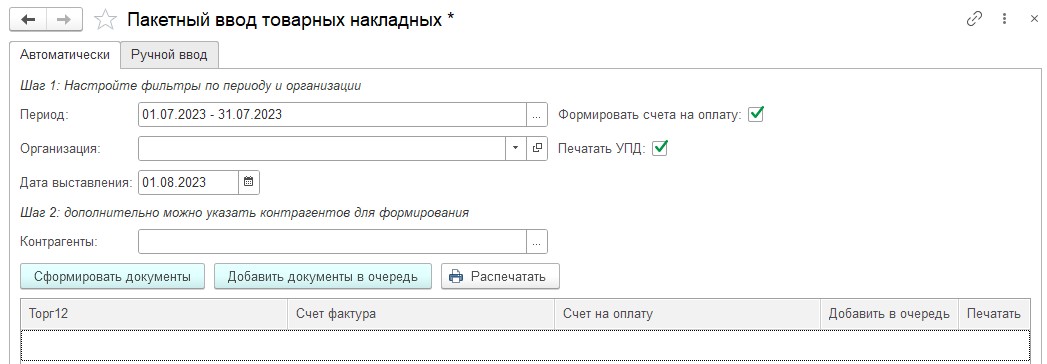 Пакетный ввод товарных накладных *
Автоматически Ручной ввод
Шаг 1: Настройте фильтры по периоду и организации
Период: 01.07.2023 - 31.07.2023 ... Формировать счета на оплату:
Организация: Печатать УПД:
Дата выставления: 01.08.2023
Шаг 2: дополнительно можно указать контрагентов для формирования
Контрагенты: ...
Сформировать документы Добавить документы в очередь Распечатать
Торг12 Счет фактура Счет на оплату Добавить в очередь Печатать